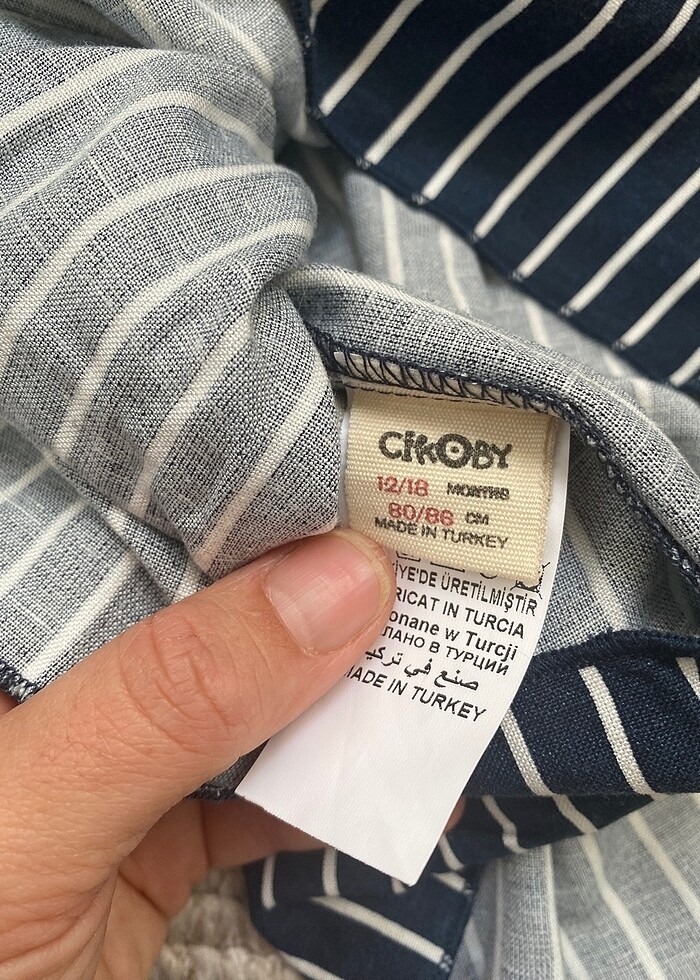 CIKOBY
12/18 MONTHS
80/86 CM
MADE IN TURKEY
İYE'DE ÜRETİLMİŞTİR
RICAT IN TURCIA
onane w Turcji
ЛАНО В ТУРЦИИ
صنع في تركيا
MADE IN TURKEY